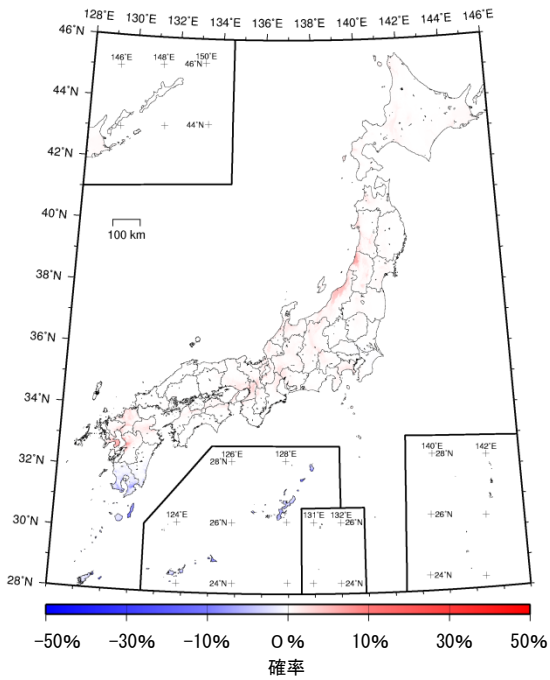 128°E 130°E 132°E 134°E 136°E 138°E 140°E 142°E 144°E 146°E
46°N
146°E 148°E 150°E
46°N
44°N
44°N
42°N
40°N
100 km
38°N
36°N
34°N
32°N
126°E 128°E
28°N
140°E 142°E
28°N
30°N
124°E
26°N
131°E 132°E
26°N
26°N
28°N
24°N
24°N
24°N
-50% -30% -10% 0% 10% 30% 50%
確率